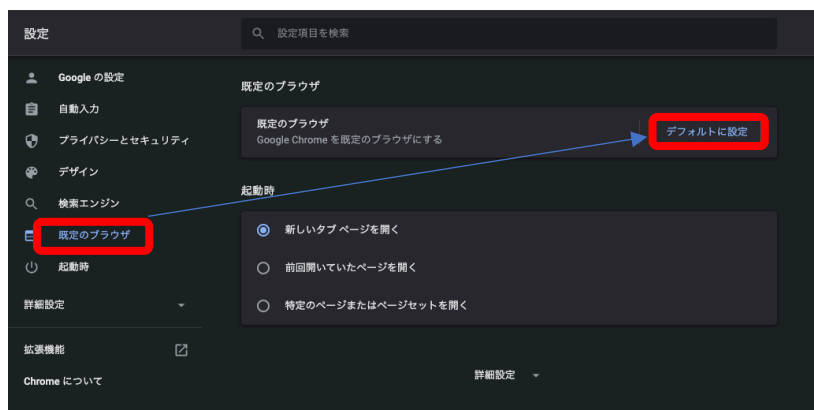 設定
設定項目を検索
Google の設定
自動入力
プライバシーとセキュリティ
デザイン
検索エンジン
既定のブラウザ
起動時
詳細設定
拡張機能
Chrome について
既定のブラウザ
既定のブラウザ
Google Chrome を既定のブラウザにする
デフォルトに設定
起動時
新しいタブ ページを開く
前回開いていたページを開く
特定のページまたはページセットを開く
詳細設定